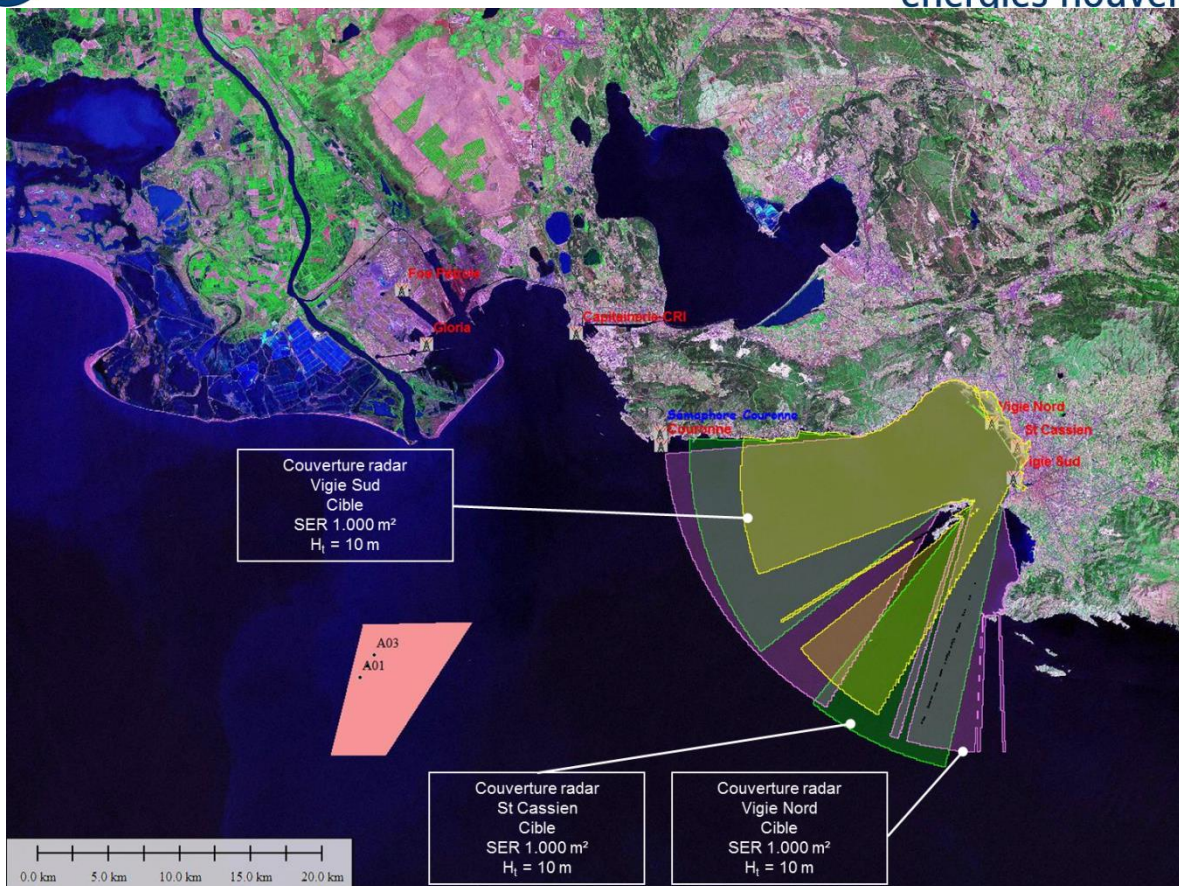 énergies nouvel
Fos Pétrole
Gloria
Capitainerie-CRI
Sémaphore Couronne
Couronne
Vigie Nord
St Cassien
Vigie Sud
Couverture radar
Vigie Sud
Cible
SER 1.000 m²
Hₜ = 10 m
A03
A01
Couverture radar
St Cassien
Cible
SER 1.000 m²
Hₜ = 10 m
Couverture radar
Vigie Nord
Cible
SER 1.000 m²
Hₜ = 10 m
0.0 km 5.0 km 10.0 km 15.0 km 20.0 km